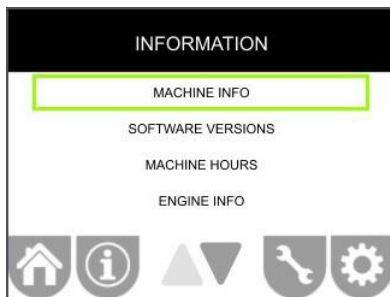 INFORMATION
MACHINE INFO
SOFTWARE VERSIONS
MACHINE HOURS
ENGINE INFO